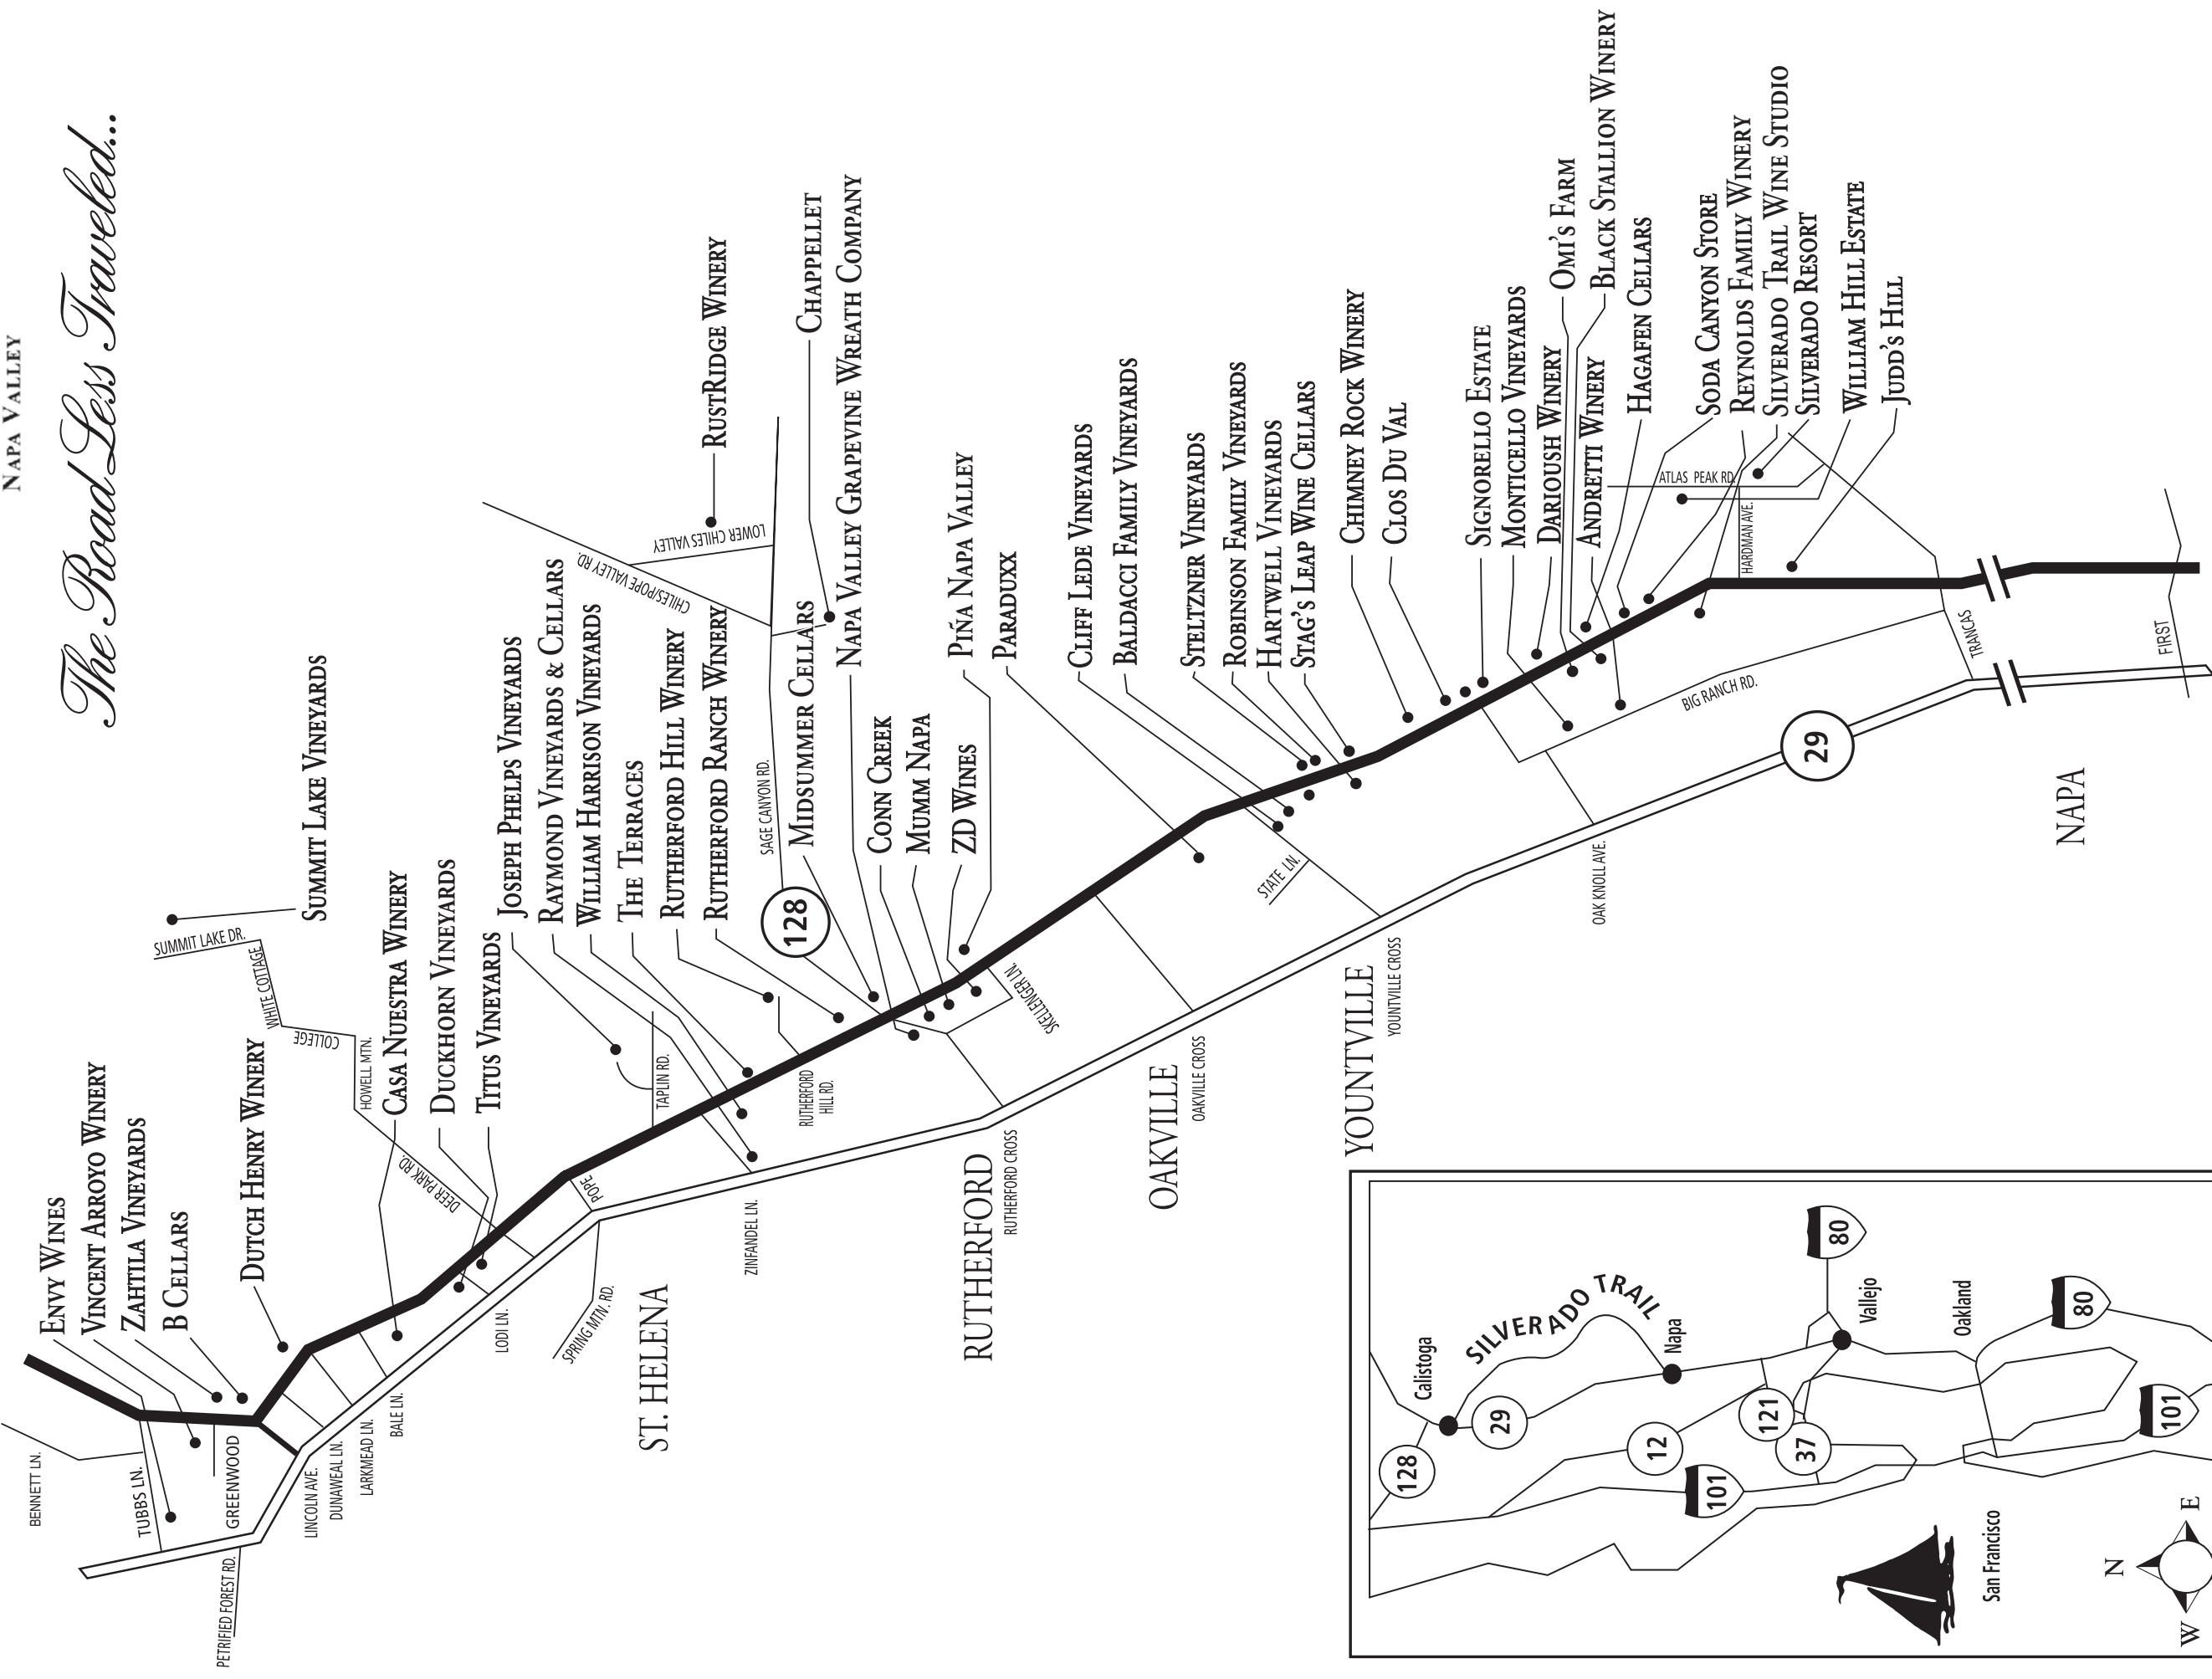 NAPA VALLEY
The Road Less Traveled...
SUMMIT LAKE VINEYARDS
ENVY WINES
VINCENT ARROYO WINERY
ZAHTILA VINEYARDS
B CELLARS
DUTCH HENRY WINERY
CASA NUESTRA WINERY
DUCKHORN VINEYARDS
TITUS VINEYARDS
JOSEPH PHELPS VINEYARDS
RAYMOND VINEYARDS & CELLARS
WILLIAM HARRISON VINEYARDS
THE TERRACES
RUTHERFORD HILL WINERY
RUTHERFORD RANCH WINERY
RUSTRIDGE WINERY
MIDSUMMER CELLARS
CHAPPELLET
NAPA VALLEY GRAPEVINE WREATH COMPANY
CONN CREEK
MUMM NAPA
ZD WINES
PIÑA NAPA VALLEY
PARADUXX
CLIFF LEDE VINEYARDS
BALDACCI FAMILY VINEYARDS
STELTZNER VINEYARDS
ROBINSON FAMILY VINEYARDS
HARTWELL VINEYARDS
STAG'S LEAP WINE CELLARS
CHIMNEY ROCK WINERY
CLOS DU VAL
SIGNORELLO ESTATE
MONTICELLO VINEYARDS
DARIOUSH WINERY
OMI'S FARM
ANDRETTI WINERY
BLACK STALLION WINERY
HAGAFEN CELLARS
SODA CANYON STORE
REYNOLDS FAMILY WINERY
SILVERADO TRAIL WINE STUDIO
SILVERADO RESORT
WILLIAM HILL ESTATE
JUDD'S HILL
SUMMIT LAKE DR.
WHITE COTTAGE
COLLEGE
HOWELL MTN.
DEER PARK RD.
BENNETT LN.
TUBBS LN.
GREENWOOD
PETRIFIED FOREST RD.
LINCOLN AVE.
DUNAWEAL LN.
LARKMEAD LN.
BALE LN.
LODI LN.
SPRING MTN. RD.
POPE
ST. HELENA
TAPLIN RD.
ZINFANDEL LN.
RUTHERFORD
HILL RD.
SAGE CANYON RD.
128
CHILES/POPE VALLEY RD.
LOWER CHILES VALLEY
RUTHERFORD
RUTHERFORD CROSS
SKELLENGER LN.
OAKVILLE
OAKVILLE CROSS
STATE LN.
YOUNTVILLE
YOUNTVILLE CROSS
OAK KNOLL AVE.
BIG RANCH RD.
ATLAS PEAK RD.
HARDMAN AVE.
29
TRANCAS
FIRST
NAPA
Calistoga
SILVERADO TRAIL
Napa
128
29
12
121
37
101
80
Vallejo
Oakland
80
101
San Francisco
N
W
E